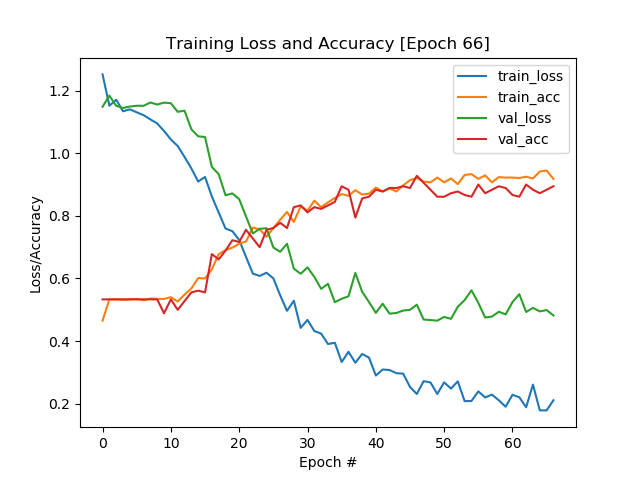 Training Loss and Accuracy [Epoch 66]
train_loss
train_acc
val_loss
val_acc
Loss/Accuracy
1.2
1.0
0.8
0.6
0.4
0.2
0 10 20 30 40 50 60
Epoch #